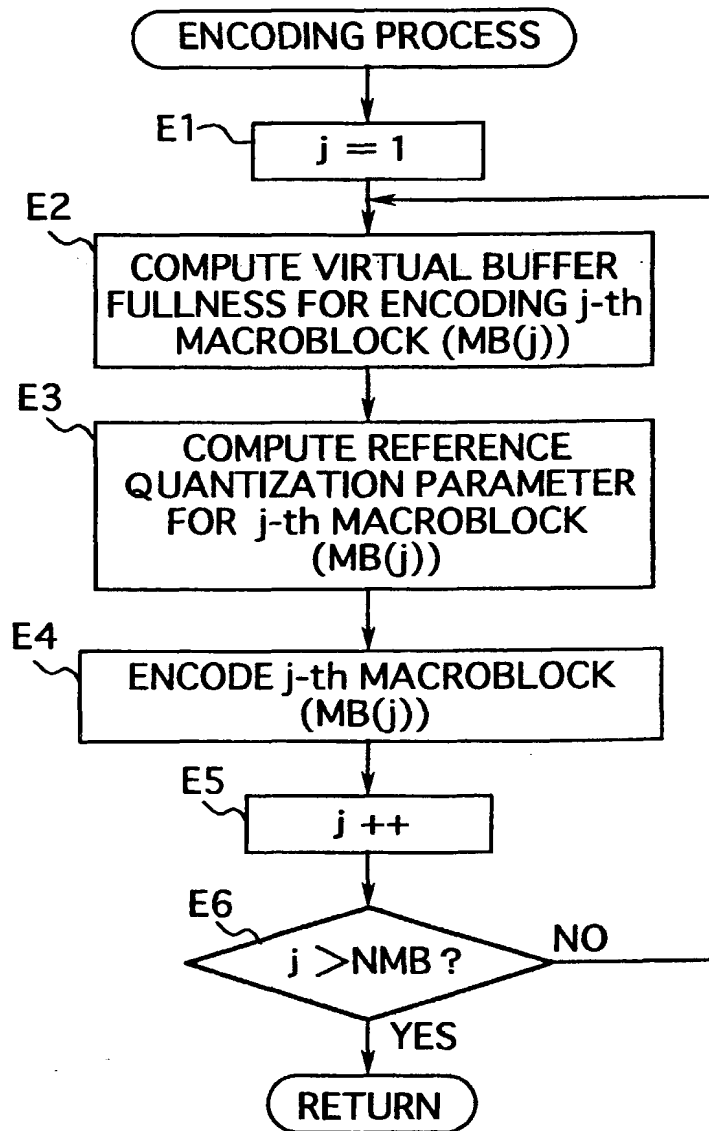 ENCODING PROCESS
E1
j = 1
E2
COMPUTE VIRTUAL BUFFER
FULLNESS FOR ENCODING j-th
MACROBLOCK (MB(j))
E3
COMPUTE REFERENCE
QUANTIZATION PARAMETER
FOR j-th MACROBLOCK
(MB(j))
E4
ENCODE j-th MACROBLOCK
(MB(j))
E5
j ++
E6
j >NMB ?
NO
YES
RETURN